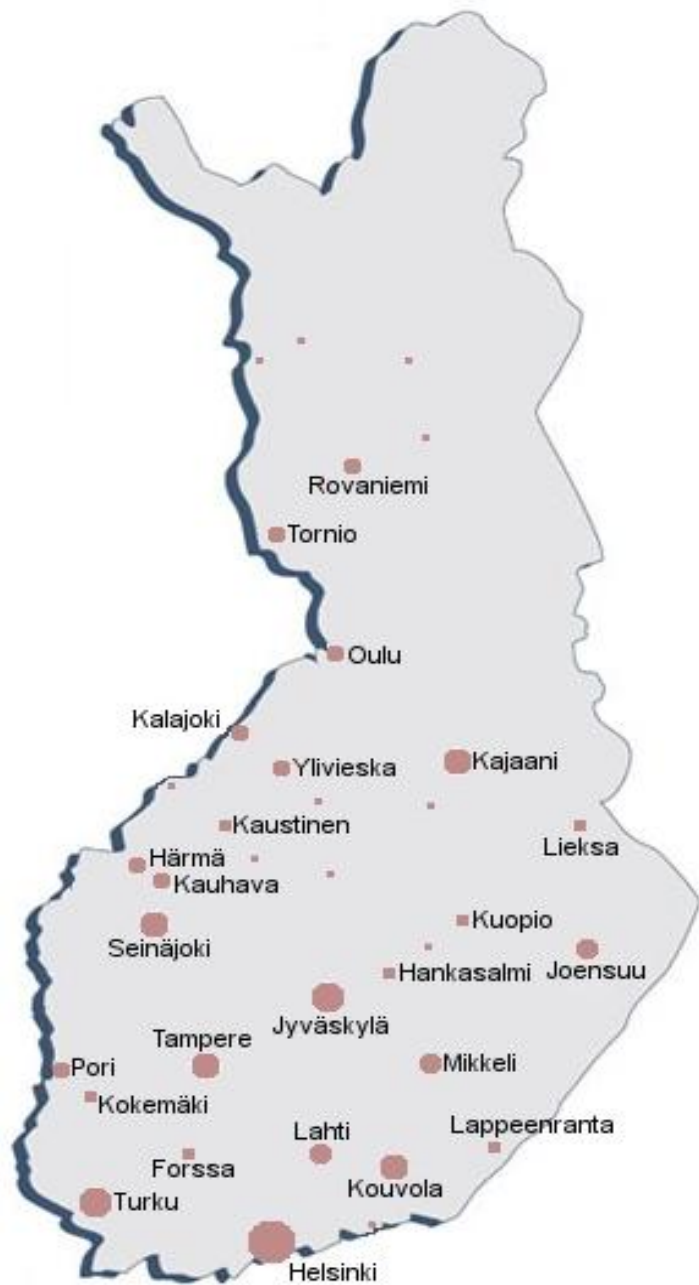 Rovaniemi
Tornio
Oulu
Kalajoki
Ylivieska
Kajaani
Kaustinen
Lieksa
Härmä
Kauhava
Kuopio
Seinäjoki
Hankasalmi
Joensuu
Jyväskylä
Tampere
Pori
Mikkeli
Kokemäki
Lappeenranta
Lahti
Forssa
Kouvola
Turku
Helsinki